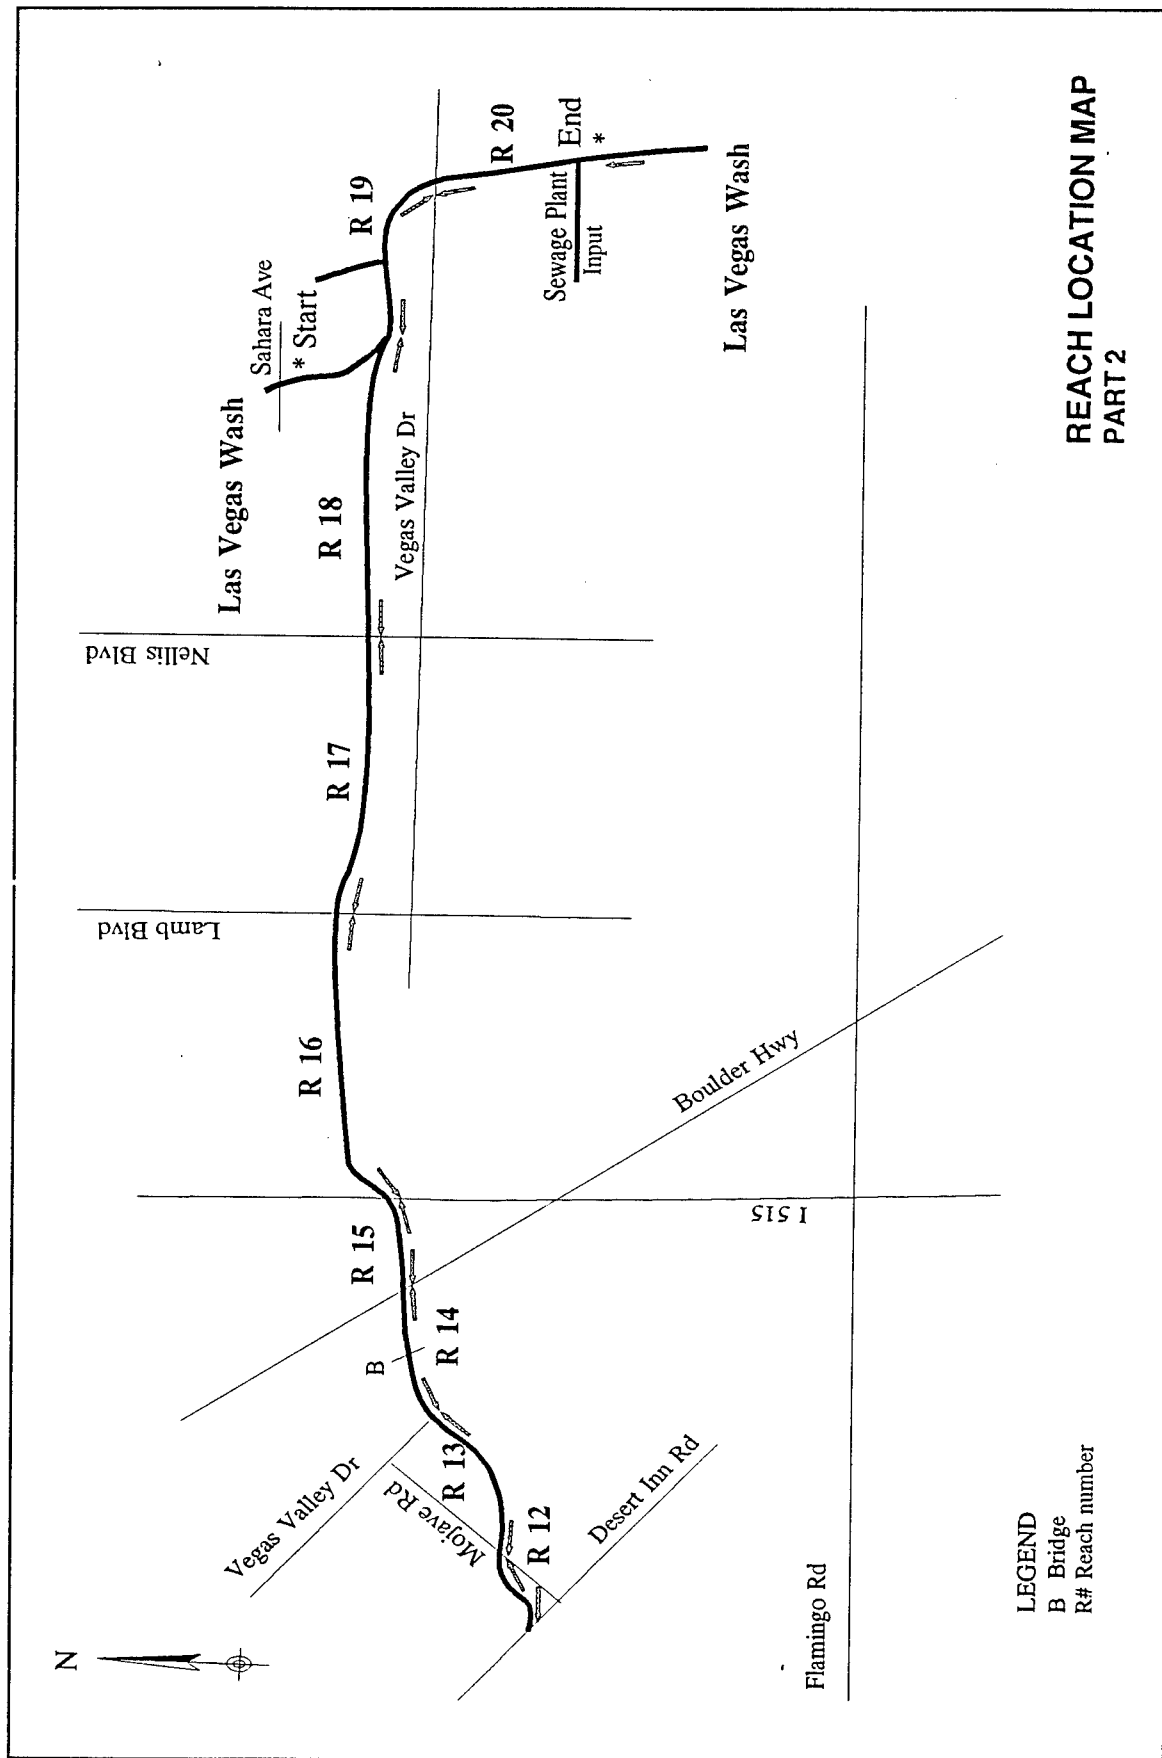 N
Vegas Valley Dr
Mojave Rd
R 12
R 13
Desert Inn Rd
B
R 14
R 15
I 515
Boulder Hwy
R 16
Lamb Blvd
R 17
Nellis Blvd
R 18
Vegas Valley Dr
Las Vegas Wash
Sahara Ave
* Start
R 19
R 20
Sewage Plant
Input
End
*
Las Vegas Wash
Flamingo Rd
LEGEND
B Bridge
R# Reach number
REACH LOCATION MAP
PART 2